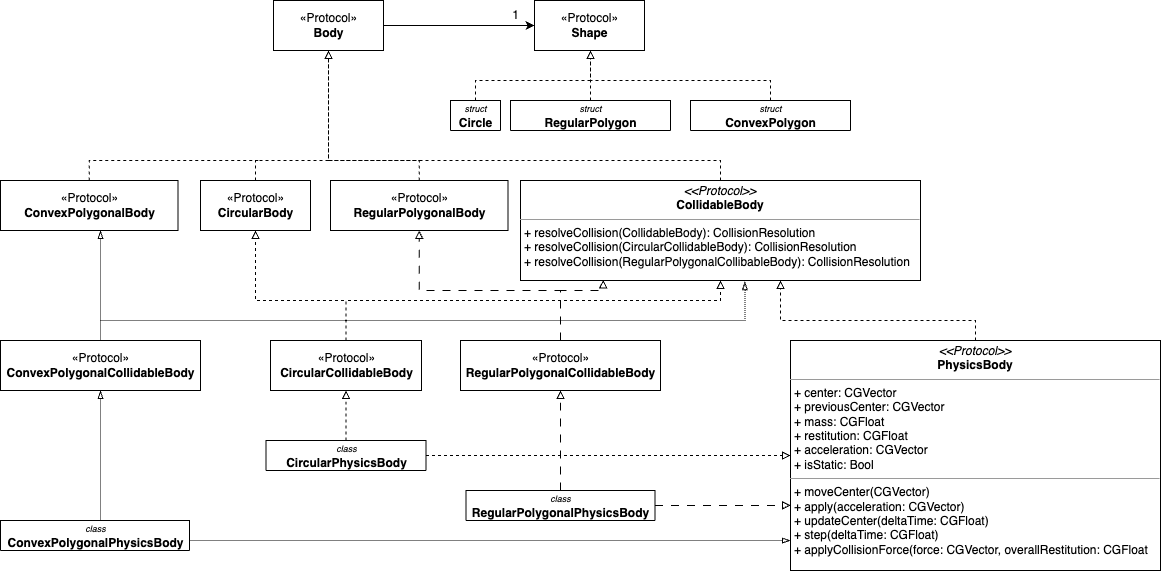 «Protocol»
Body
1
«Protocol»
Shape
struct
Circle
struct
RegularPolygon
struct
ConvexPolygon
«Protocol»
ConvexPolygonalBody
«Protocol»
CircularBody
«Protocol»
RegularPolygonalBody
<<Protocol>>
CollidableBody
+ resolveCollision(CollidableBody): CollisionResolution
+ resolveCollision(CircularCollidableBody): CollisionResolution
+ resolveCollision(RegularPolygonalCollibableBody): CollisionResolution
«Protocol»
ConvexPolygonalCollidableBody
«Protocol»
CircularCollidableBody
«Protocol»
RegularPolygonalCollidableBody
<<Protocol>>
PhysicsBody
+ center: CGVector
+ previousCenter: CGVector
+ mass: CGFloat
+ restitution: CGFloat
+ acceleration: CGVector
+ isStatic: Bool
+ moveCenter(CGVector)
+ apply(acceleration: CGVector)
+ updateCenter(deltaTime: CGFloat)
+ step(deltaTime: CGFloat)
+ applyCollisionForce(force: CGVector, overallRestitution: CGFloat
class
CircularPhysicsBody
class
RegularPolygonalPhysicsBody
class
ConvexPolygonalPhysicsBody